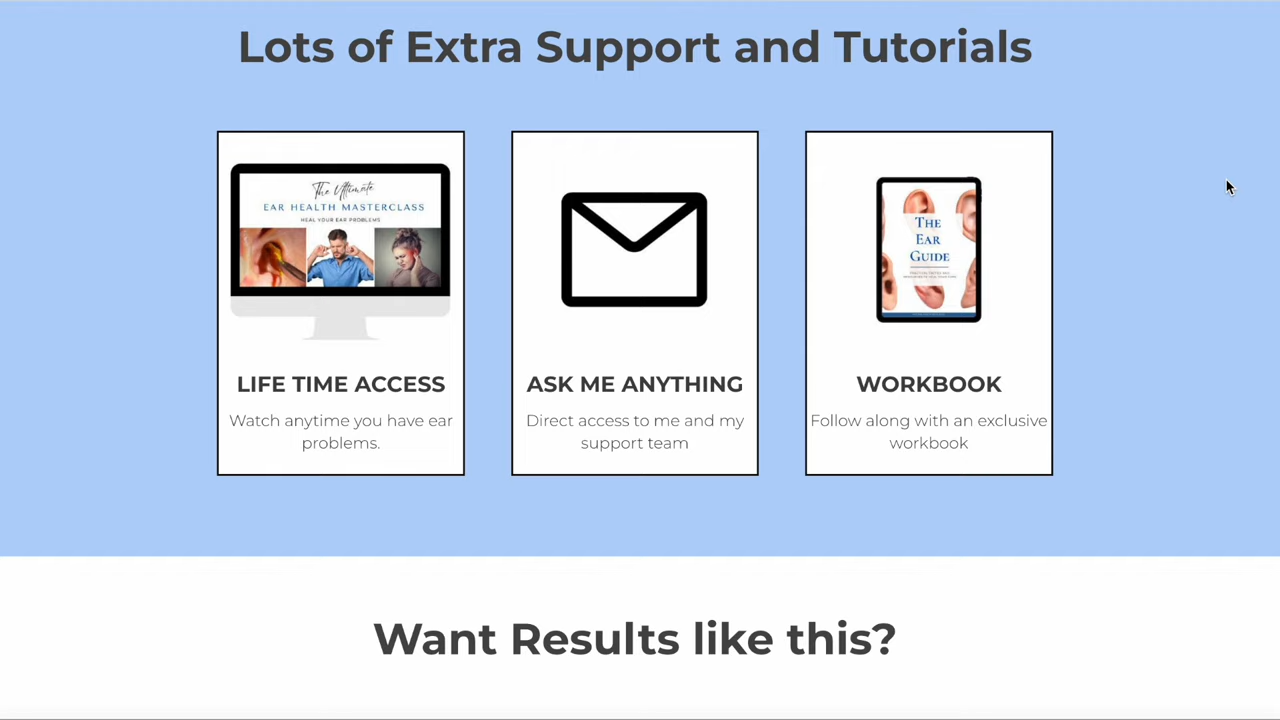 Lots of Extra Support and Tutorials
The Ultimate
EAR HEALTH MASTERCLASS
HEAL YOUR EAR PROBLEMS
LIFE TIME ACCESS
Watch anytime you have ear
problems.
ASK ME ANYTHING
Direct access to me and my
support team
THE
EAR
GUIDE
WORKBOOK
Follow along with an exclusive
workbook
Want Results like this?